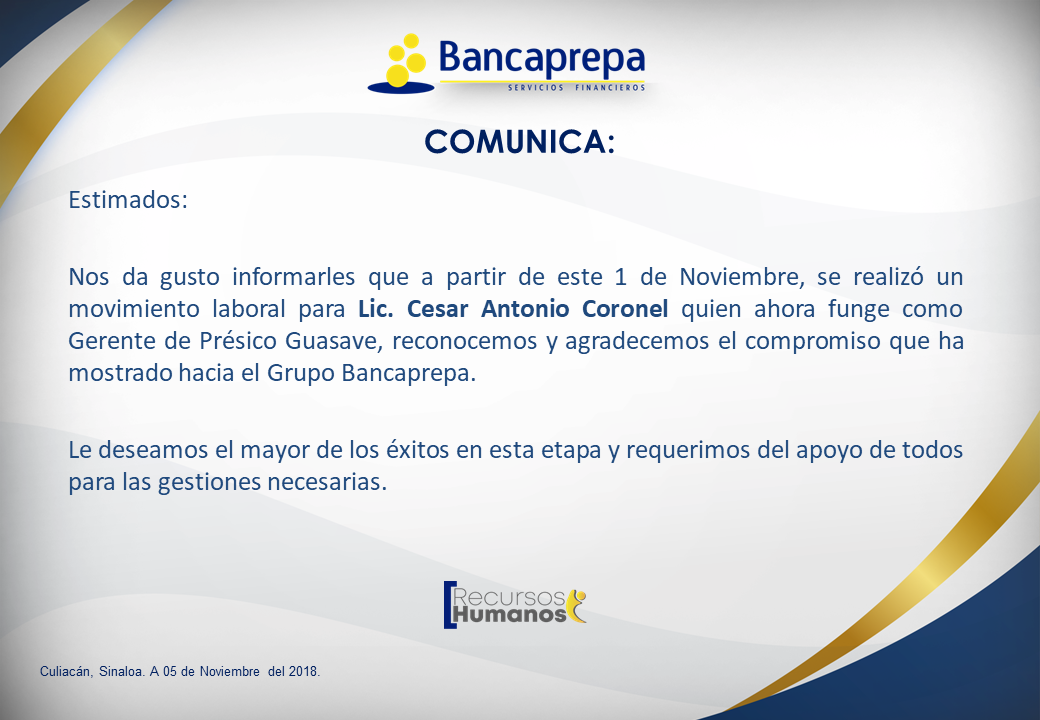 Bancaprepa
SERVICIOS FINANCIEROS
COMUNICA:
Estimados:
Nos da gusto informarles que a partir de este 1 de Noviembre, se realizó un
movimiento laboral para Lic. Cesar Antonio Coronel quien ahora funge como
Gerente de Présico Guasave, reconocemos y agradecemos el compromiso que ha
mostrado hacia el Grupo Bancaprepa.
Le deseamos el mayor de los éxitos en esta etapa y requerimos del apoyo de todos
para las gestiones necesarias.
Recursos
Humanos
Culiacán, Sinaloa. A 05 de Noviembre del 2018.